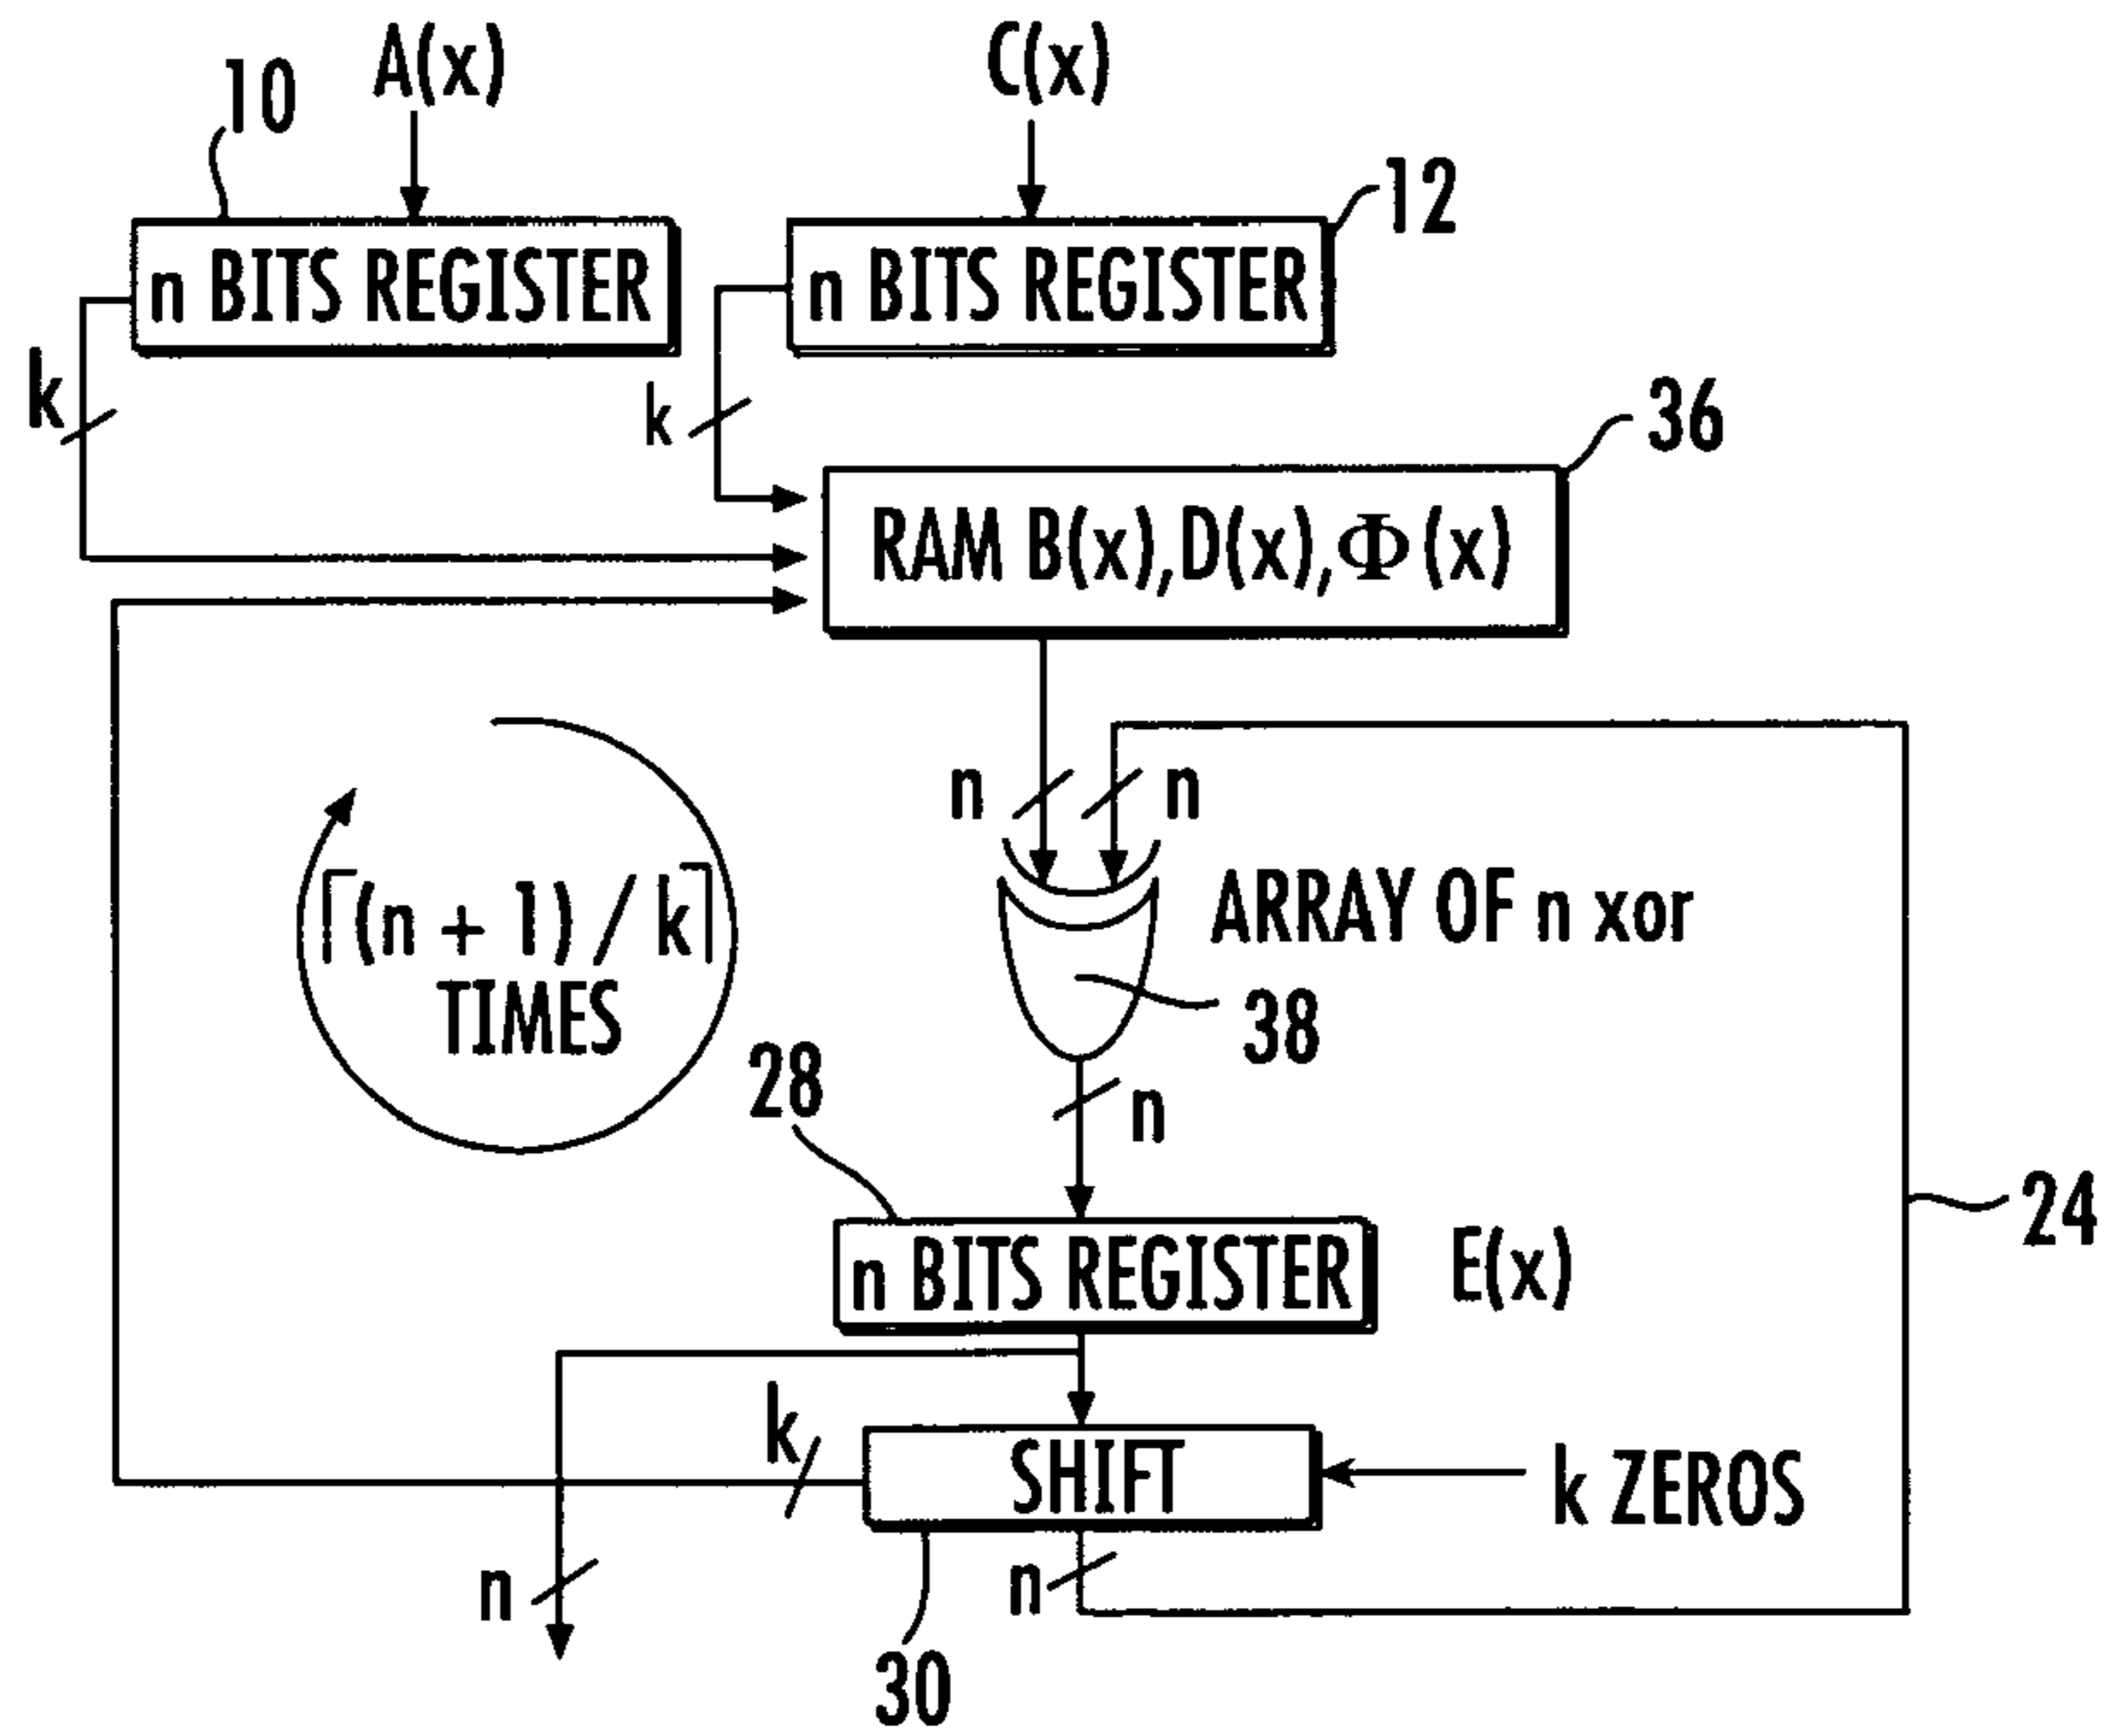 10
A(x)
C(x)
12
n BITS REGISTER
n BITS REGISTER
k
k
36
RAM B(x),D(x),Φ(x)
n
n
⌈(n + 1)/k⌉
TIMES
ARRAY OF n xor
38
28
n
24
n BITS REGISTER
E(x)
k
SHIFT
k ZEROS
n
n
30